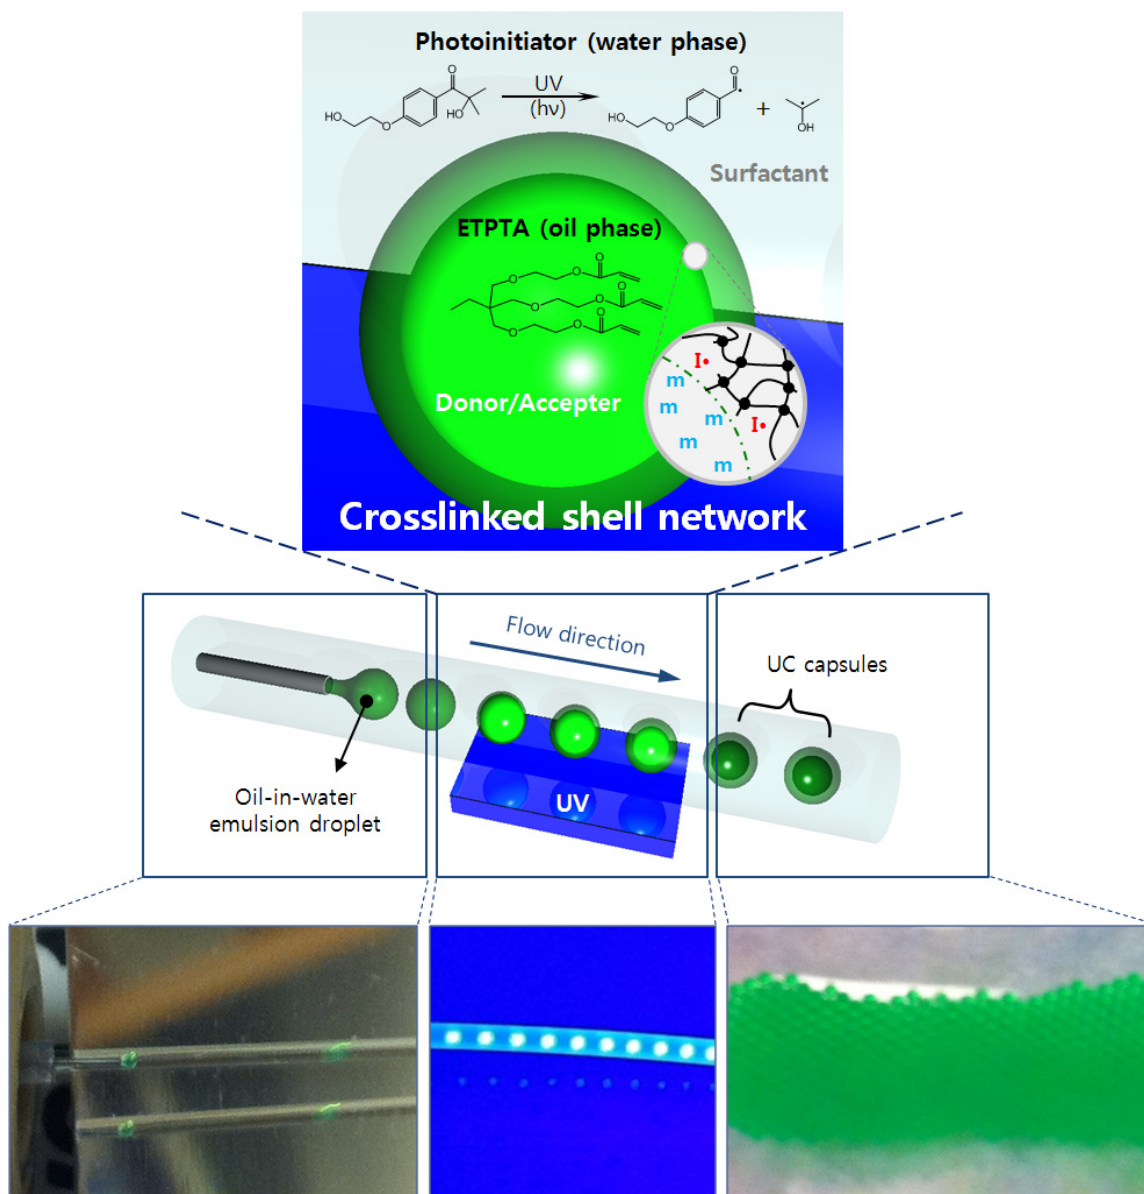 Photoinitiator (water phase)
O
HO
O
HO
UV
(hν)
O
HO
O
+
OH
Surfactant
ETPTA (oil phase)
O
O
O
O
O
O
O
O
O
Donor/Accepter
I•
m
m
m
I•
m
m
Crosslinked shell network
Flow direction
UC capsules
Oil-in-water
emulsion droplet
UV